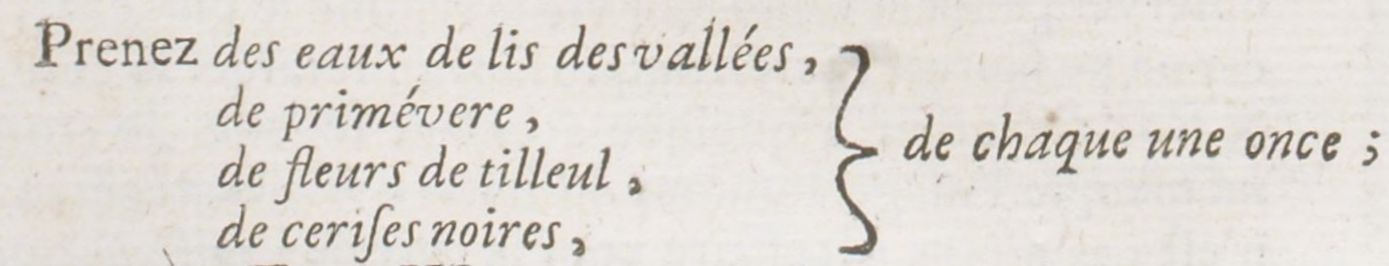 Prenez des eaux de lis des vallées,
de primévere,
de fleurs de tilleul,
de ceriſes noires,
de chaque une once ;